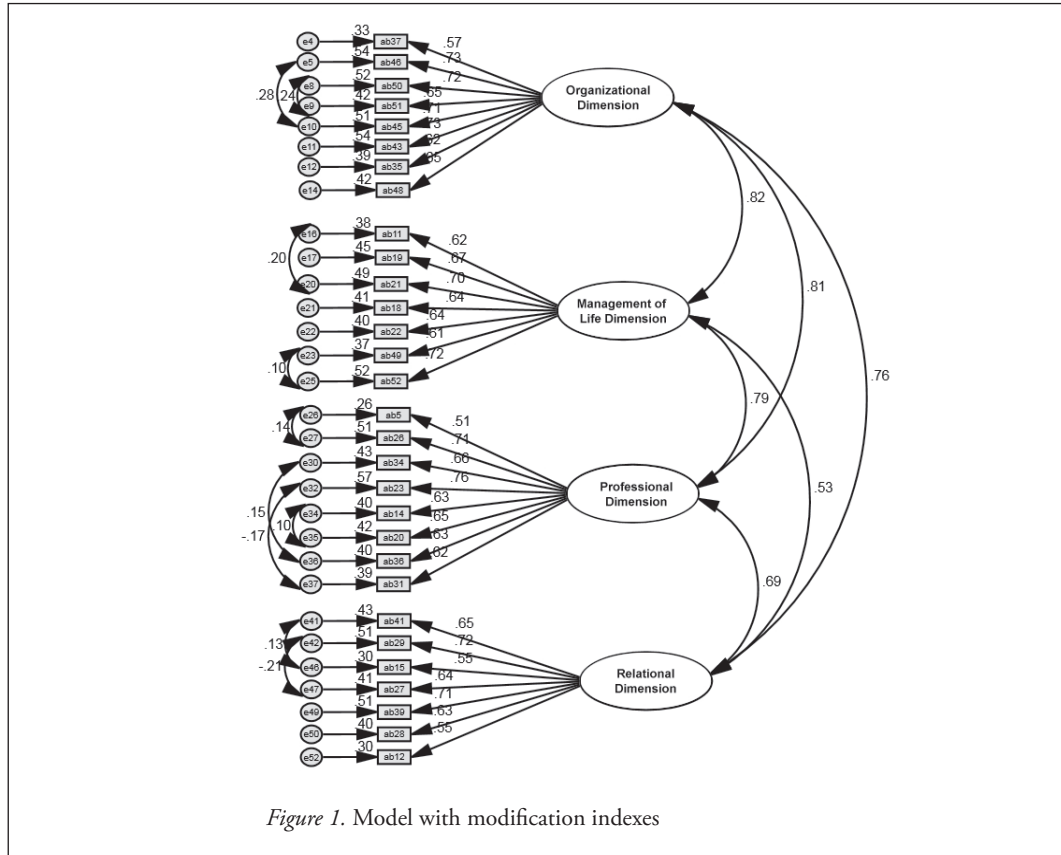 e4 .33 ab37 .57
e5 .54 ab46 .73
e8 .52 ab50 .72
e9 .42 ab51 .65
e10 .51 ab45 .71
e11 .54 ab43 .73
e12 .39 ab35 .62
e14 .42 ab48
.28 .24
Organizational
Dimension
e16 .38 ab11 .62
e17 .45 ab19 .67
e20 .49 ab21 .70
e21 .41 ab18 .64
e22 .40 ab22 .64
e23 .37 ab49 .61
e25 .52 ab52 .72
.20
.10
Management of
Life Dimension
e26 .26 ab5 .51
e27 .51 ab26 .71
e30 .43 ab34 .66
e32 .57 ab23 .76
e34 .40 ab14 .63
e35 .42 ab20 .65
e36 .40 ab36 .63
e37 .39 ab31 .62
.14
.15 .10
-.17
Professional
Dimension
e41 .43 ab41 .65
e42 .51 ab29 .72
e46 .30 ab15 .55
e47 .41 ab27 .64
e49 .51 ab39 .71
e50 .40 ab28 .63
e52 .30 ab12 .55
.13
-.21
Relational
Dimension
.82
.81
.76
.79
.53
.69
Figure 1. Model with modification indexes